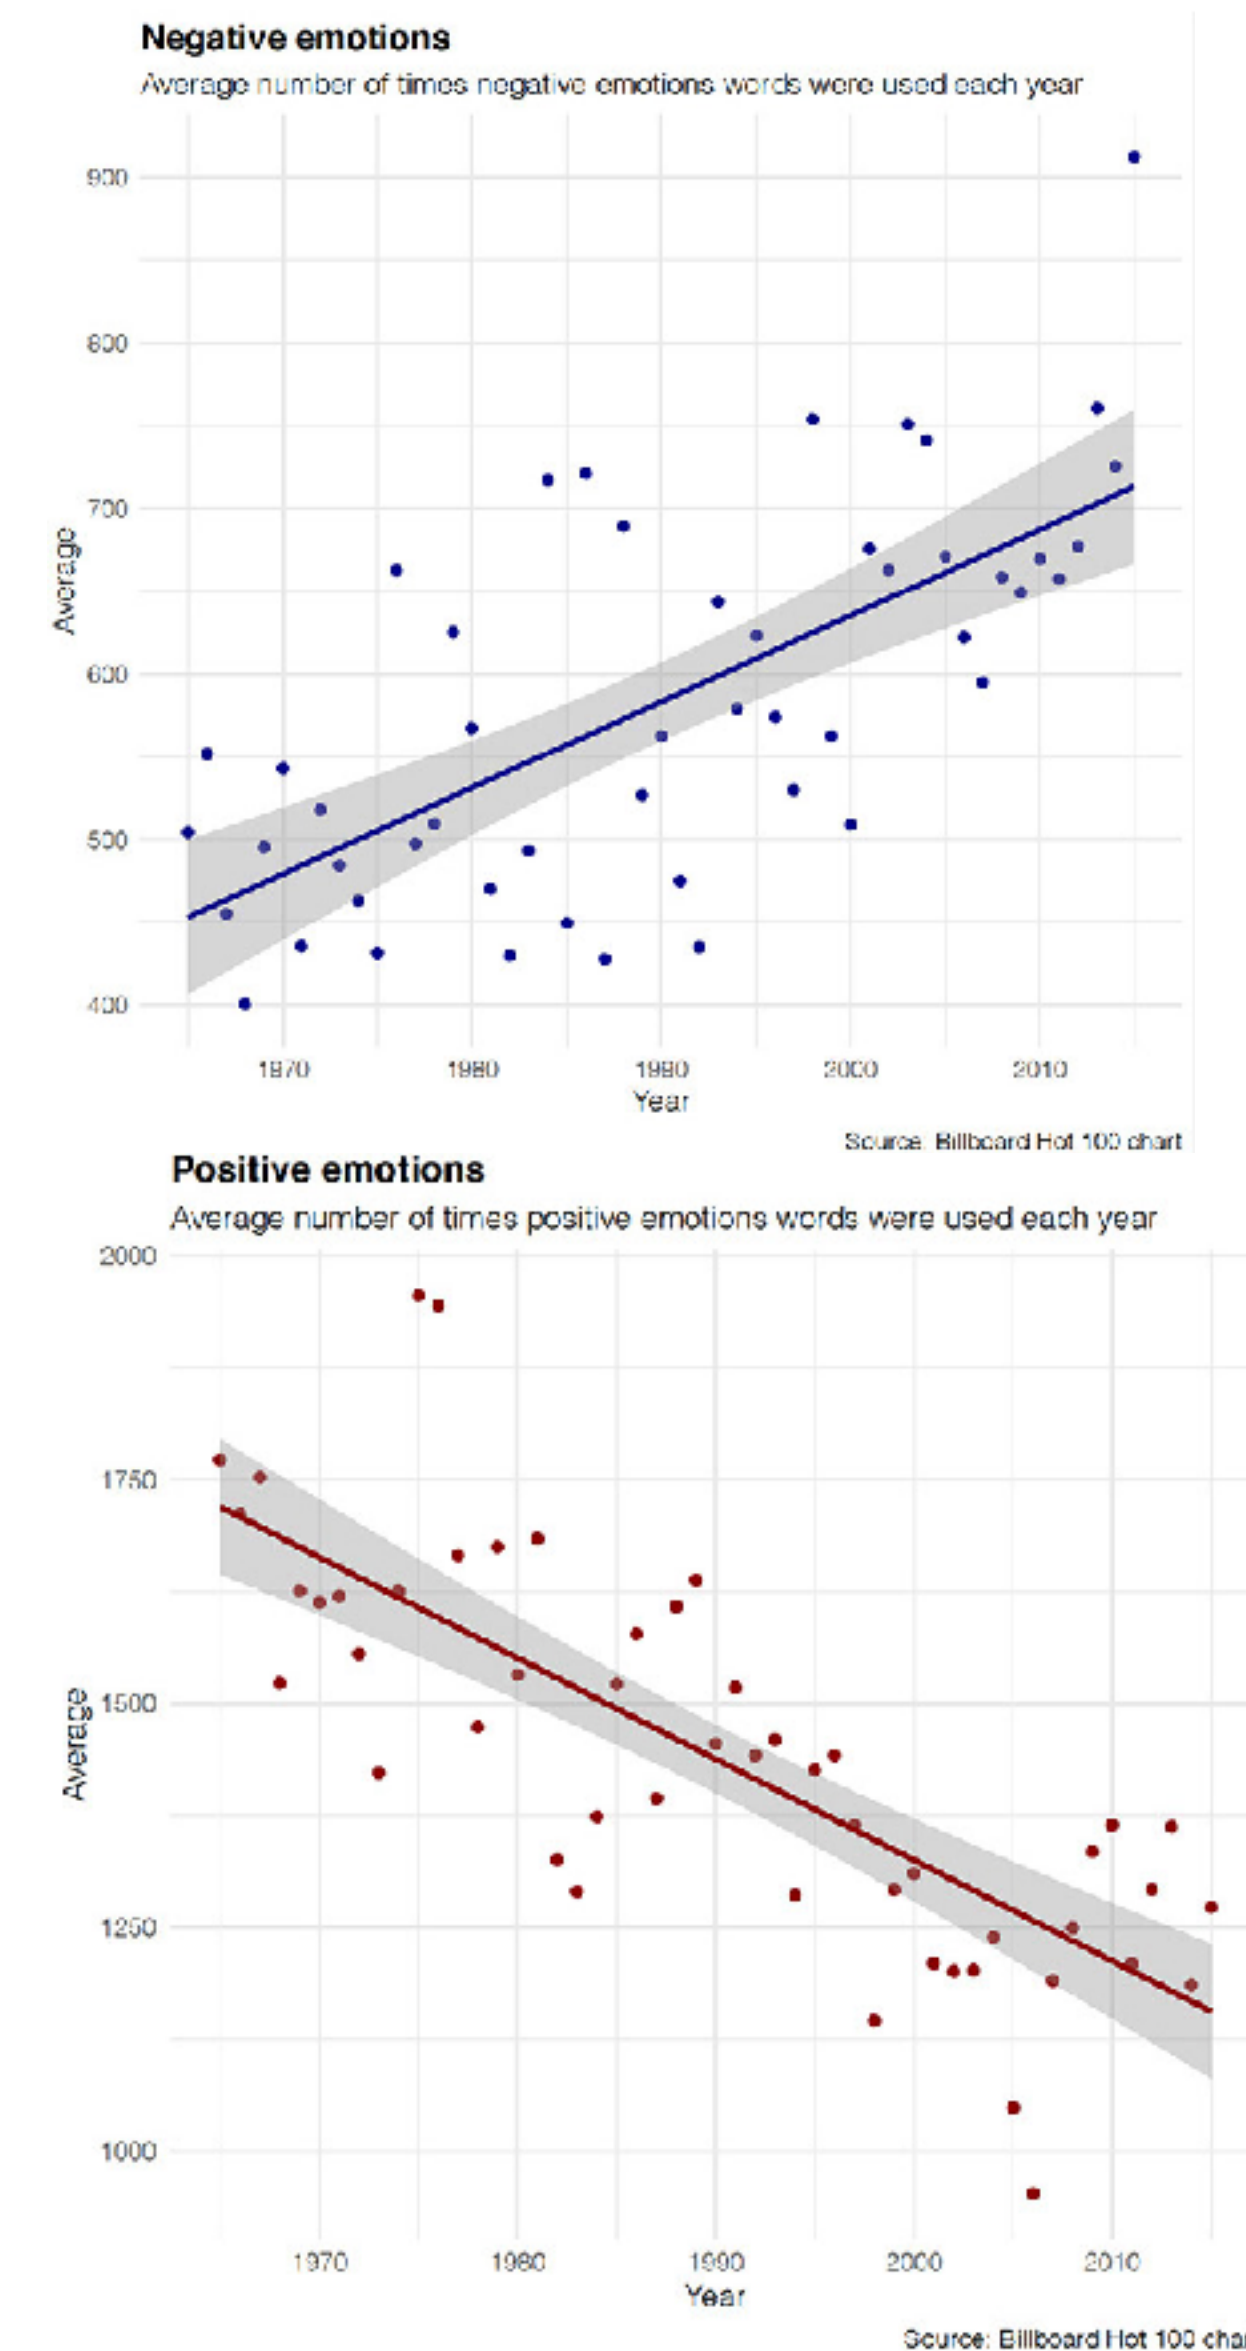 Negative emotions
Average number of times negative emotions words were used each year
900
800
700
600
500
400
Average
1970 1980 1990 2000 2010
Year
Source: Billboard Hot 100 chart
Positive emotions
Average number of times positive emotions words were used each year
2000
1750
1500
1250
1000
Average
1970 1980 1990 2000 2010
Year
Source: Billboard Hot 100 char